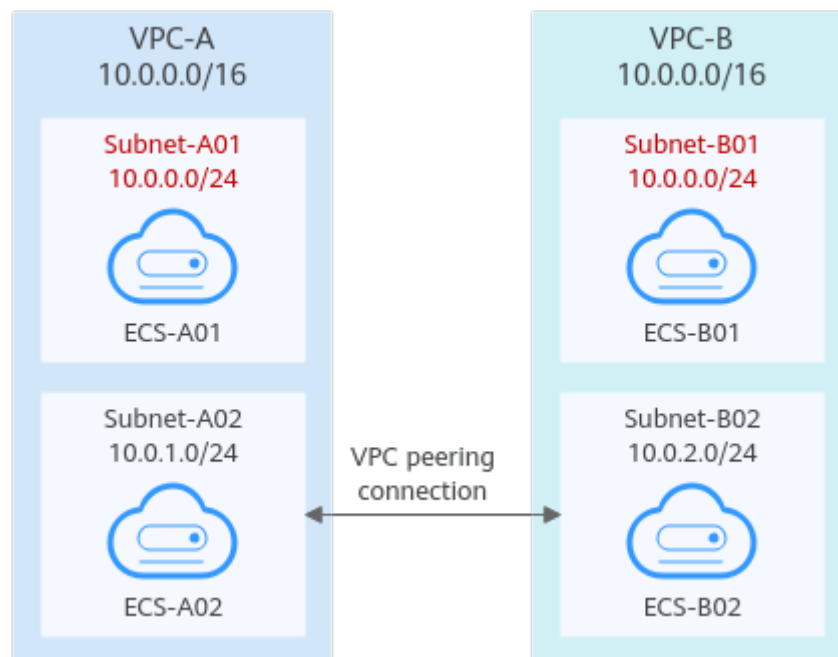 VPC-A
10.0.0.0/16
Subnet-A01
10.0.0.0/24
ECS-A01
Subnet-A02
10.0.1.0/24
ECS-A02
VPC peering
connection
VPC-B
10.0.0.0/16
Subnet-B01
10.0.0.0/24
ECS-B01
Subnet-B02
10.0.2.0/24
ECS-B02